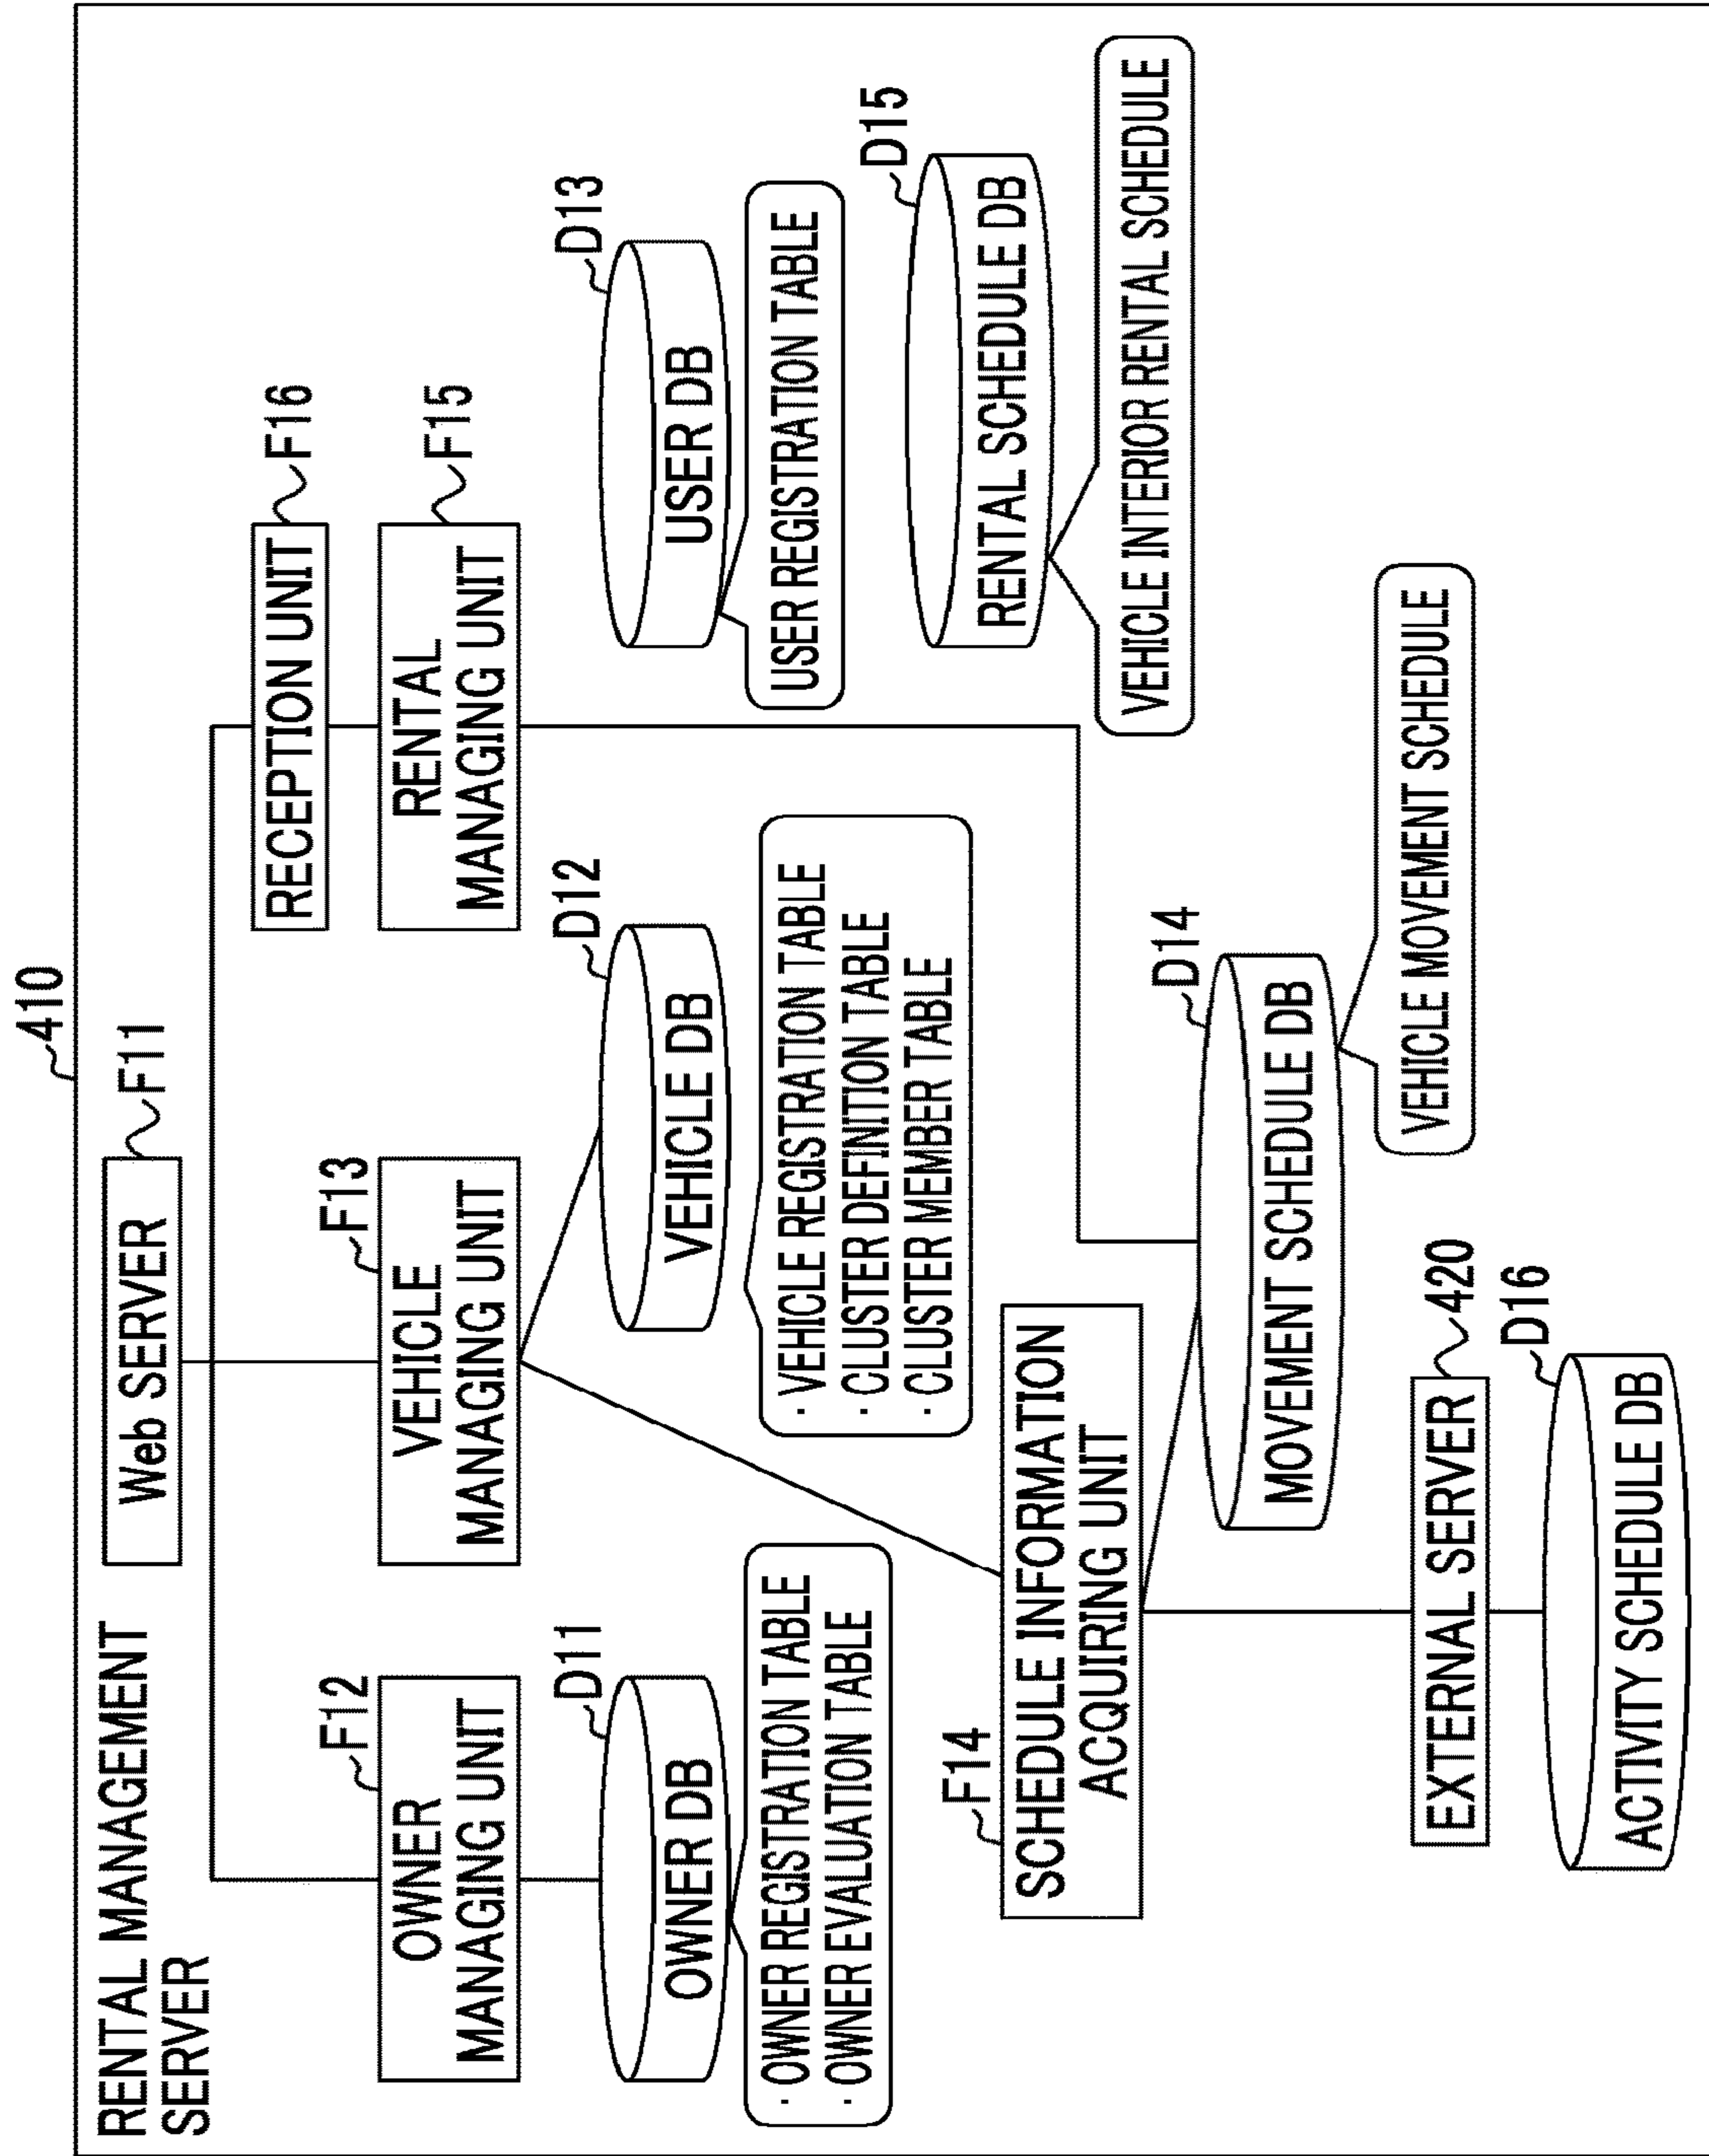 410
RENTAL MANAGEMENT
SERVER
Web SERVER
F11
F12
OWNER
MANAGING UNIT
F13
VEHICLE
MANAGING UNIT
RECEPTION UNIT
F16
RENTAL
MANAGING UNIT
F15
D11
OWNER DB
· OWNER REGISTRATION TABLE
· OWNER EVALUATION TABLE
D12
VEHICLE DB
· VEHICLE REGISTRATION TABLE
· CLUSTER DEFINITION TABLE
· CLUSTER MEMBER TABLE
D13
USER DB
USER REGISTRATION TABLE
F14
SCHEDULE INFORMATION
ACQUIRING UNIT
D14
MOVEMENT SCHEDULE DB
VEHICLE MOVEMENT SCHEDULE
D15
RENTAL SCHEDULE DB
VEHICLE INTERIOR RENTAL SCHEDULE
EXTERNAL SERVER
420
D16
ACTIVITY SCHEDULE DB